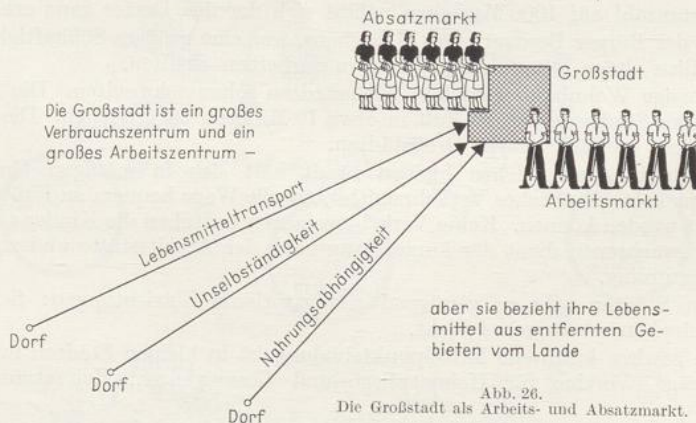 Absatzmarkt
Großstadt
Die Großstadt ist ein großes
Verbrauchszentrum und ein
großes Arbeitszentrum –
Arbeitsmarkt
Lebensmitteltransport
Unselbständigkeit
Nahrungsabhängigkeit
Dorf
Dorf
Dorf
aber sie bezieht ihre Lebens-
mittel aus entfernten Ge-
bieten vom Lande
Abb. 26.
Die Großstadt als Arbeits- und Absatzmarkt.